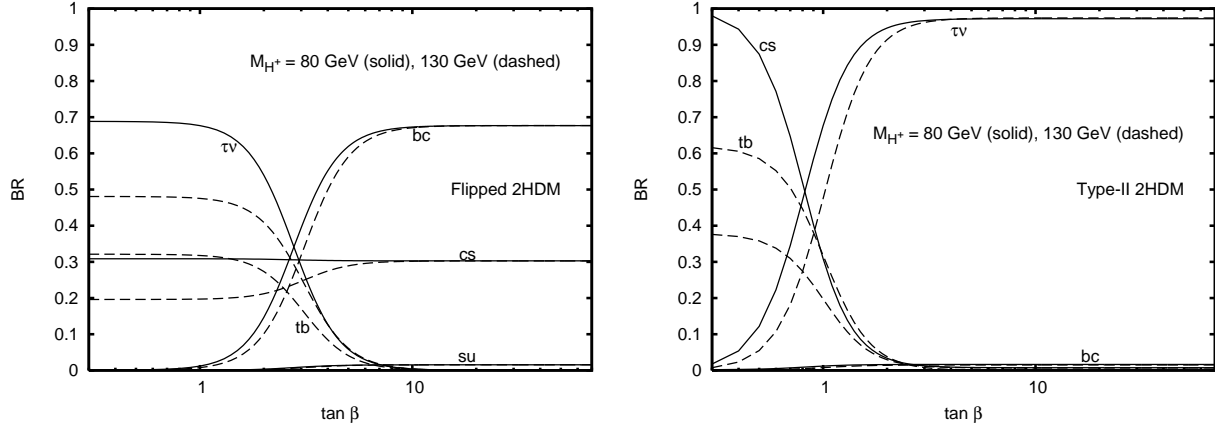 1
0.9
0.8
0.7
0.6
0.5
0.4
0.3
0.2
0.1
0
BR
M_H+ = 80 GeV (solid), 130 GeV (dashed)
τν
bc
Flipped 2HDM
cs
tb
su
1
10
tan β
1
0.9
0.8
0.7
0.6
0.5
0.4
0.3
0.2
0.1
0
BR
cs
τν
M_H+ = 80 GeV (solid), 130 GeV (dashed)
tb
Type-II 2HDM
bc
1
10
tan β